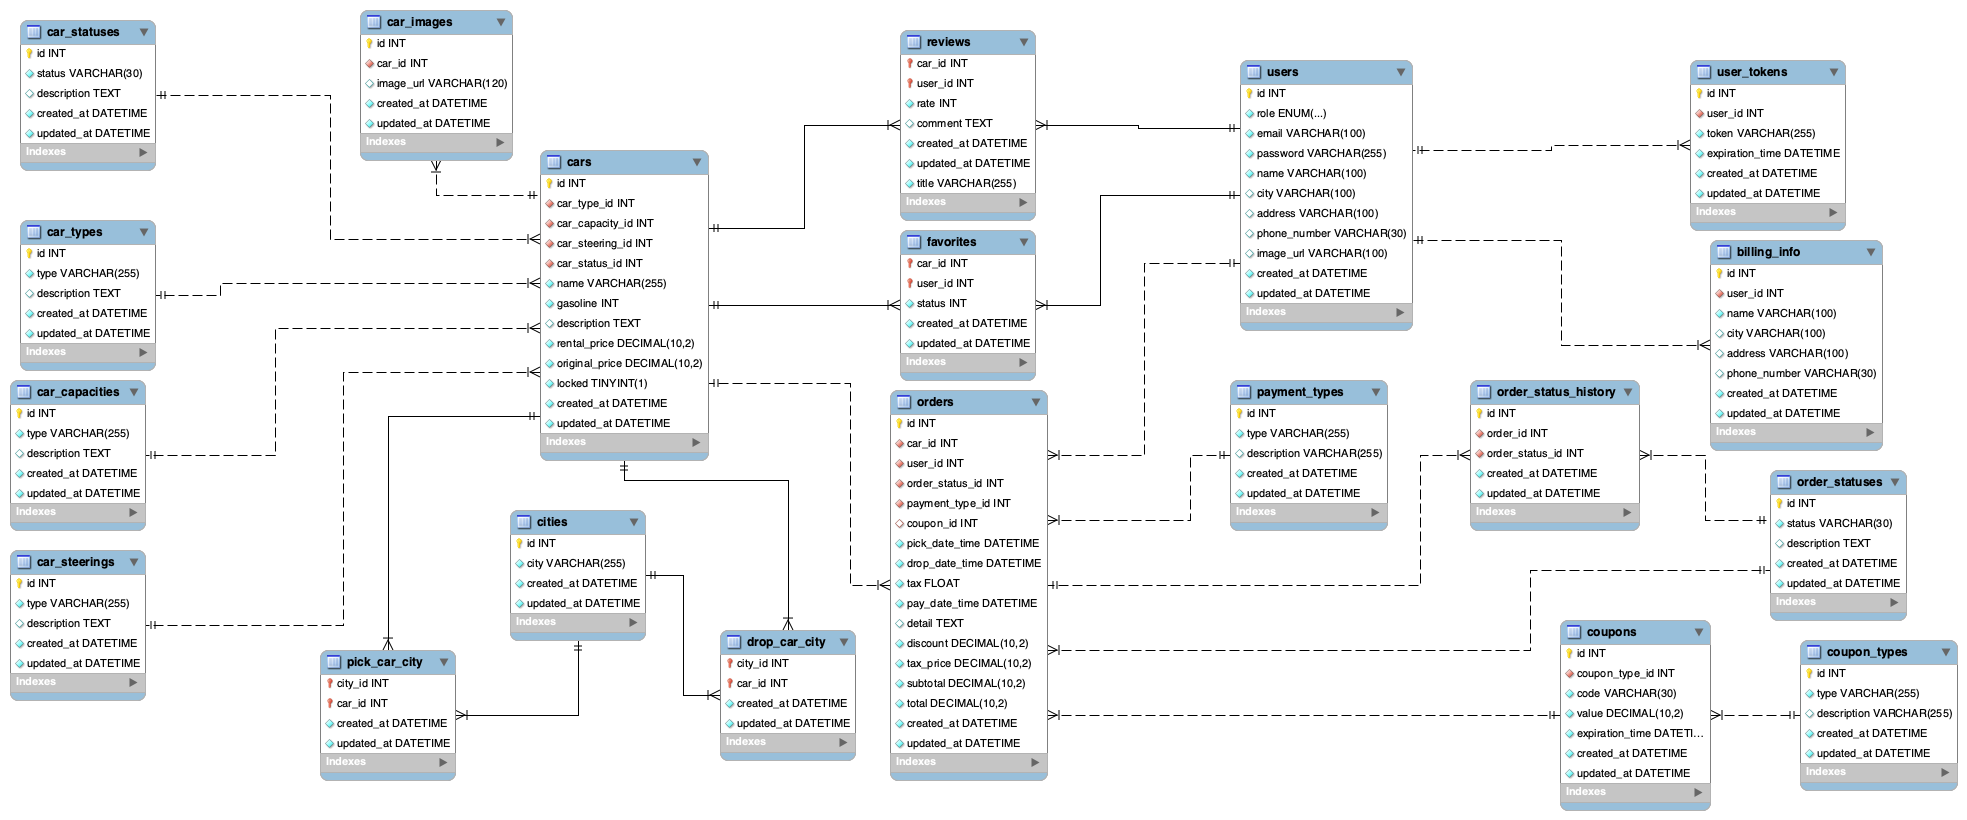 car_statuses
id INT
status VARCHAR(30)
description TEXT
created_at DATETIME
updated_at DATETIME
Indexes
car_images
id INT
car_id INT
image_url VARCHAR(120)
created_at DATETIME
updated_at DATETIME
Indexes
car_types
id INT
type VARCHAR(255)
description TEXT
created_at DATETIME
updated_at DATETIME
Indexes
car_capacities
id INT
type VARCHAR(255)
description TEXT
created_at DATETIME
updated_at DATETIME
Indexes
car_steerings
id INT
type VARCHAR(255)
description TEXT
created_at DATETIME
updated_at DATETIME
Indexes
cars
id INT
car_type_id INT
car_capacity_id INT
car_steering_id INT
car_status_id INT
name VARCHAR(255)
gasoline INT
description TEXT
rental_price DECIMAL(10,2)
original_price DECIMAL(10,2)
locked TINYINT(1)
created_at DATETIME
updated_at DATETIME
Indexes
cities
id INT
city VARCHAR(255)
created_at DATETIME
updated_at DATETIME
Indexes
pick_car_city
city_id INT
car_id INT
created_at DATETIME
updated_at DATETIME
Indexes
drop_car_city
city_id INT
car_id INT
created_at DATETIME
updated_at DATETIME
Indexes
reviews
car_id INT
user_id INT
rate INT
comment TEXT
created_at DATETIME
updated_at DATETIME
title VARCHAR(255)
Indexes
favorites
car_id INT
user_id INT
status INT
created_at DATETIME
updated_at DATETIME
Indexes
orders
id INT
car_id INT
user_id INT
order_status_id INT
payment_type_id INT
coupon_id INT
pick_date_time DATETIME
drop_date_time DATETIME
tax FLOAT
pay_date_time DATETIME
detail TEXT
discount DECIMAL(10,2)
tax_price DECIMAL(10,2)
subtotal DECIMAL(10,2)
total DECIMAL(10,2)
created_at DATETIME
updated_at DATETIME
Indexes
users
id INT
role ENUM(...)
email VARCHAR(100)
password VARCHAR(255)
name VARCHAR(100)
city VARCHAR(100)
address VARCHAR(100)
phone_number VARCHAR(30)
image_url VARCHAR(100)
created_at DATETIME
updated_at DATETIME
Indexes
payment_types
id INT
type VARCHAR(255)
description VARCHAR(255)
created_at DATETIME
updated_at DATETIME
Indexes
order_status_history
id INT
order_id INT
order_status_id INT
created_at DATETIME
updated_at DATETIME
Indexes
user_tokens
id INT
user_id INT
token VARCHAR(255)
expiration_time DATETIME
created_at DATETIME
updated_at DATETIME
Indexes
billing_info
id INT
user_id INT
name VARCHAR(100)
city VARCHAR(100)
address VARCHAR(100)
phone_number VARCHAR(30)
created_at DATETIME
updated_at DATETIME
Indexes
order_statuses
id INT
status VARCHAR(30)
description TEXT
created_at DATETIME
updated_at DATETIME
Indexes
coupons
id INT
coupon_type_id INT
code VARCHAR(30)
value DECIMAL(10,2)
expiration_time DATETI...
created_at DATETIME
updated_at DATETIME
Indexes
coupon_types
id INT
type VARCHAR(255)
description VARCHAR(255)
created_at DATETIME
updated_at DATETIME
Indexes